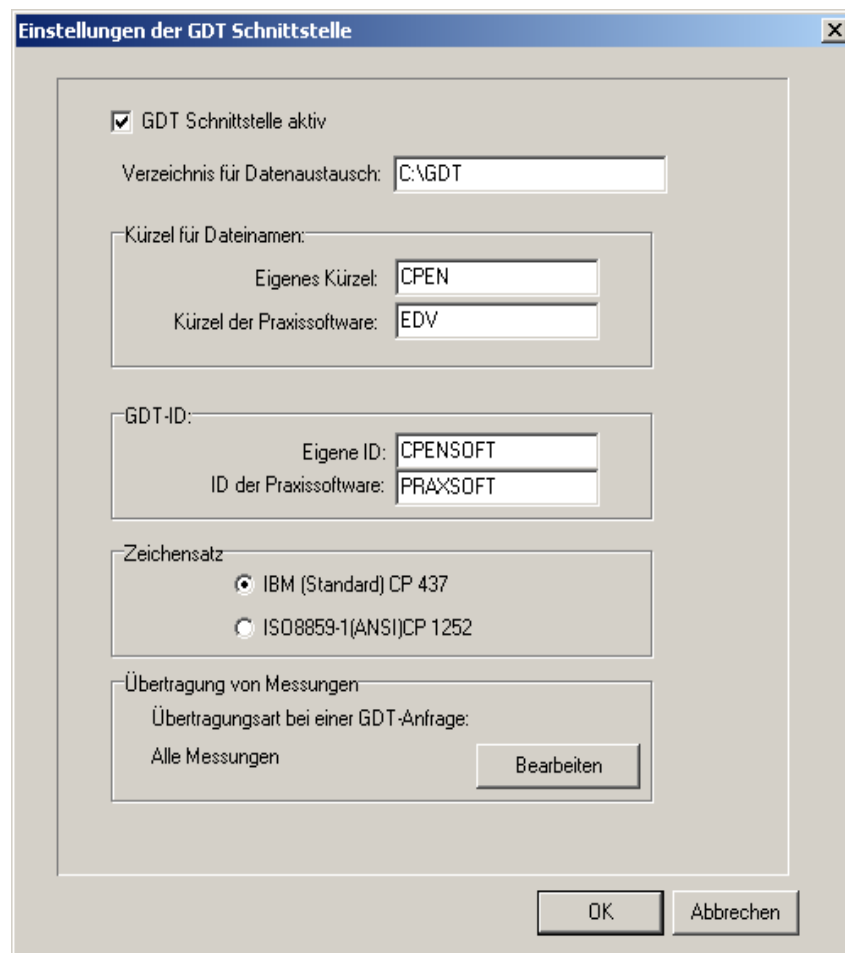 Einstellungen der GDT Schnittstelle
GDT Schnittstelle aktiv
Verzeichnis für Datenaustausch: C:\GDT
Kürzel für Dateinamen:
Eigenes Kürzel: CPEN
Kürzel der Praxissoftware: EDV
GDT-ID:
Eigene ID: CPENSOFT
ID der Praxissoftware: PRAXSOFT
Zeichensatz
IBM (Standard) CP 437
ISO8859-1(ANSI)CP 1252
Übertragung von Messungen
Übertragungsart bei einer GDT-Anfrage:
Alle Messungen Bearbeiten
OK Abbrechen